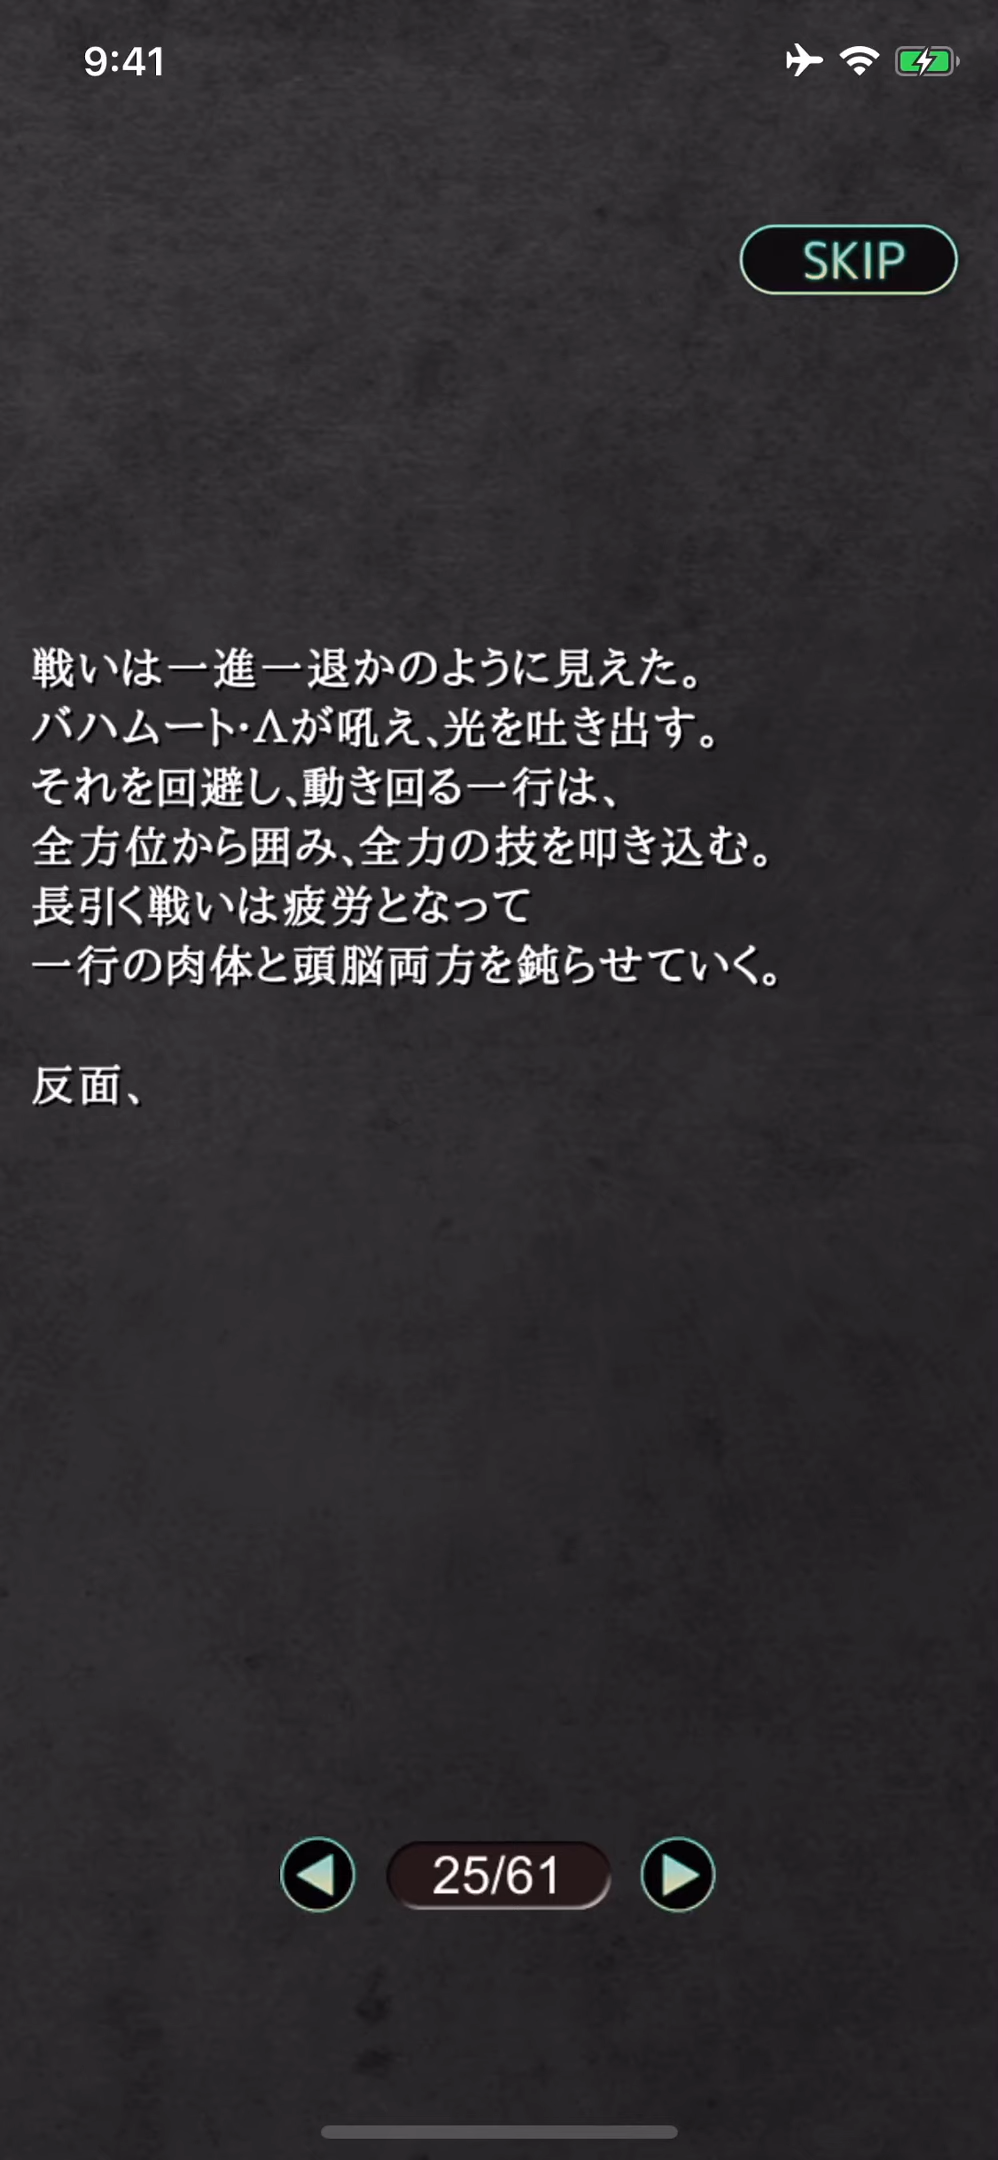 9:41
SKIP
戦いは一進一退かのように見えた。
バハムート・Λが吼え、光を吐き出す。
それを回避し、動き回る一行は、
全方位から囲み、全力の技を叩き込む。
長引く戦いは疲労となって
一行の肉体と頭脳両方を鈍らせていく。
反面、
25/61